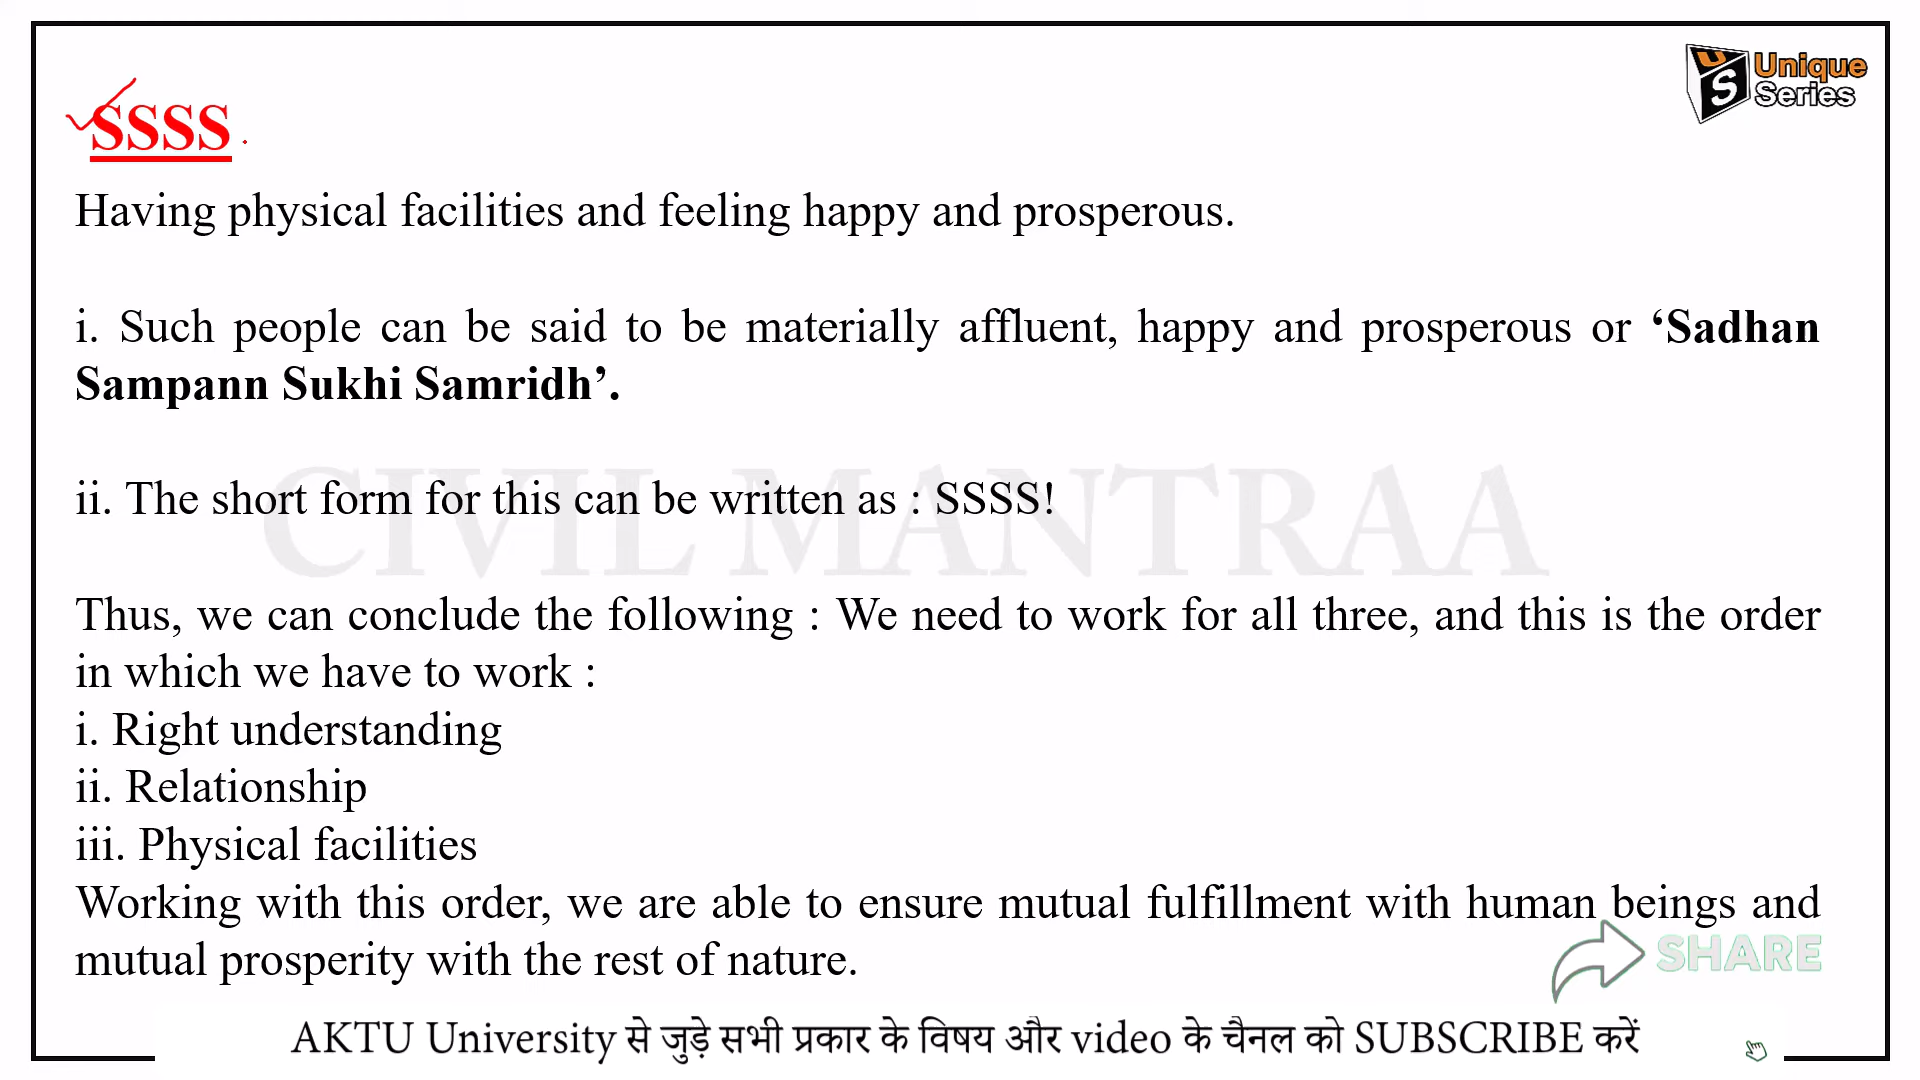 US Unique
Series
SSSS
Having physical facilities and feeling happy and prosperous.
i. Such people can be said to be materially affluent, happy and prosperous or ‘Sadhan
Sampann Sukhi Samridh’.
CIVIL MANTRAA
ii. The short form for this can be written as : SSSS!
Thus, we can conclude the following : We need to work for all three, and this is the order
in which we have to work :
i. Right understanding
ii. Relationship
iii. Physical facilities
Working with this order, we are able to ensure mutual fulfillment with human beings and
mutual prosperity with the rest of nature.
SHARE
AKTU University से जुड़े सभी प्रकार के विषय और video के चैनल को SUBSCRIBE करें